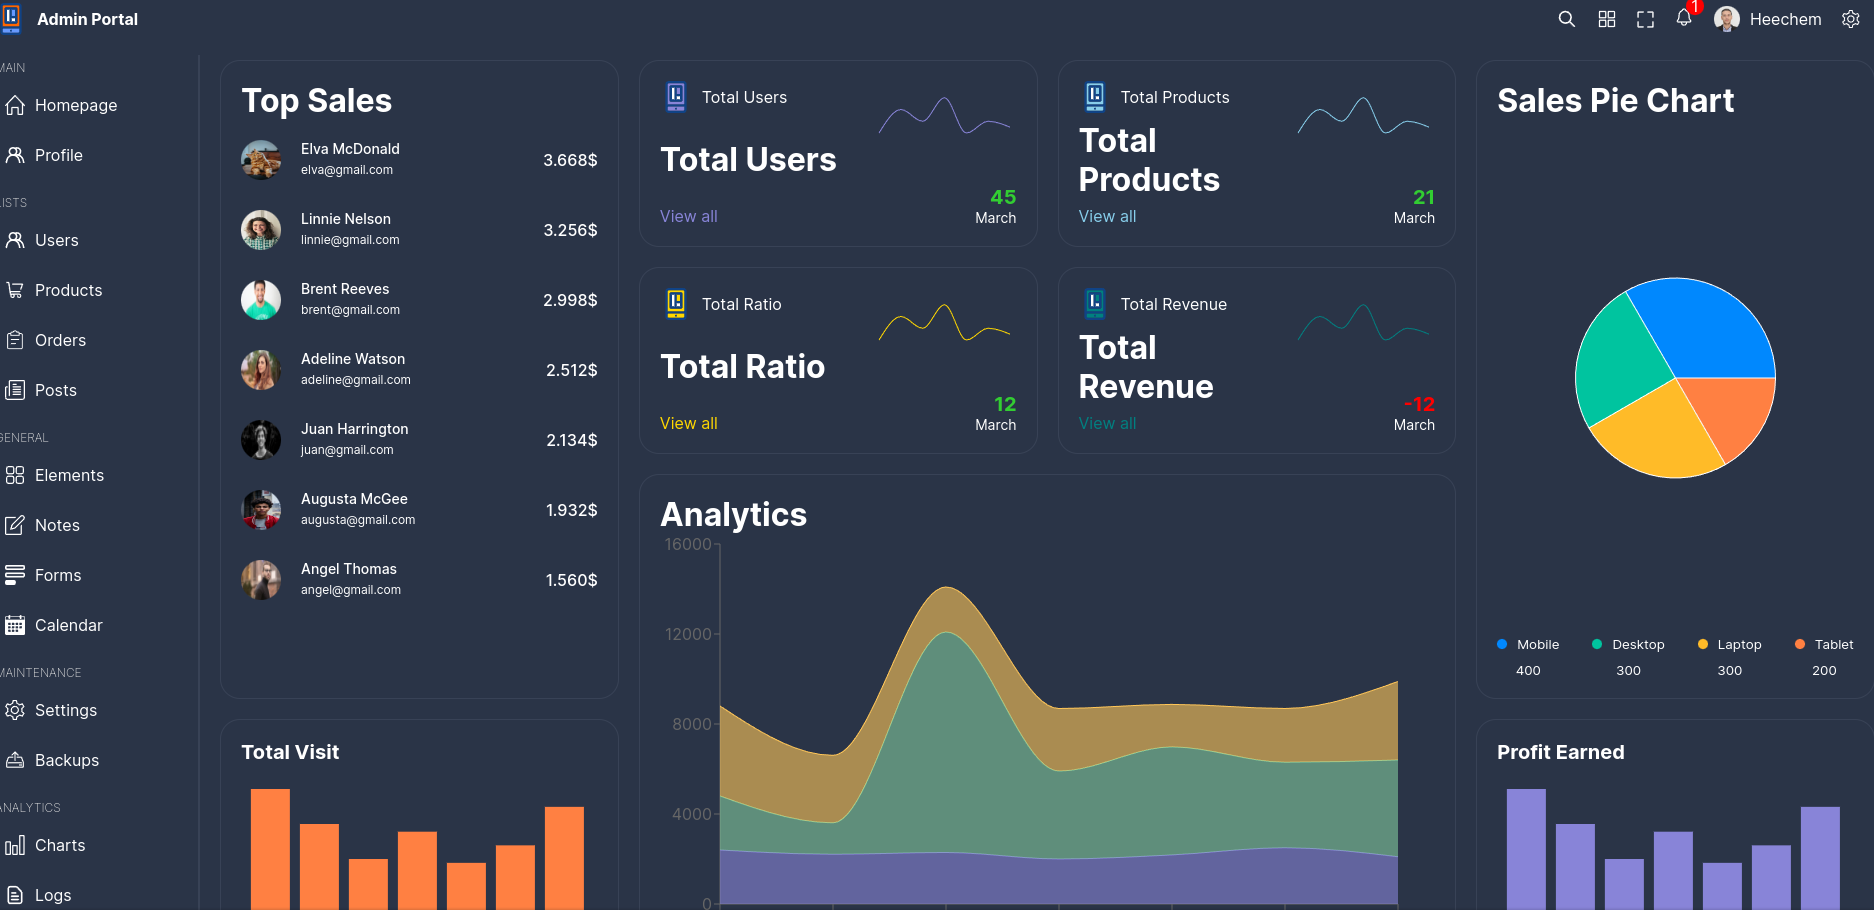 Admin Portal
1
Heechem
MAIN
Homepage
Profile
LISTS
Users
Products
Orders
Posts
GENERAL
Elements
Notes
Forms
Calendar
MAINTENANCE
Settings
Backups
ANALYTICS
Charts
Logs
Top Sales
Elva McDonald
elva@gmail.com
3.668$
Linnie Nelson
linnie@gmail.com
3.256$
Brent Reeves
brent@gmail.com
2.998$
Adeline Watson
adeline@gmail.com
2.512$
Juan Harrington
juan@gmail.com
2.134$
Augusta McGee
augusta@gmail.com
1.932$
Angel Thomas
angel@gmail.com
1.560$
Total Visit
Total Users
Total Users
View all
45
March
Total Products
Total
Products
View all
21
March
Total Ratio
Total Ratio
View all
12
March
Total Revenue
Total
Revenue
View all
-12
March
Analytics
16000
12000
8000
4000
0
Sales Pie Chart
Mobile
400
Desktop
300
Laptop
300
Tablet
200
Profit Earned